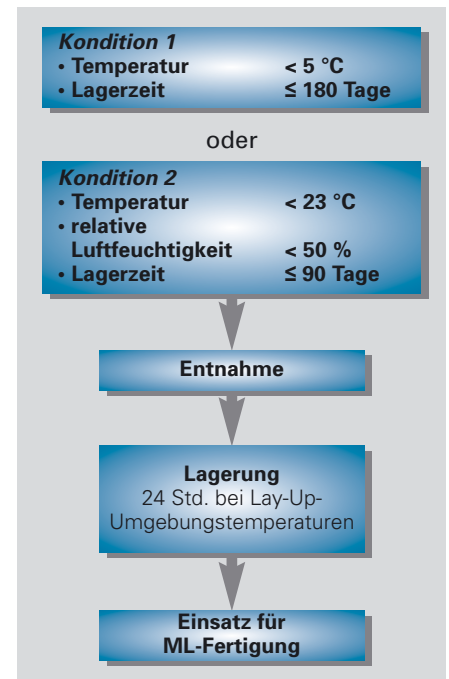 Kondition 1
• Temperatur < 5 °C
• Lagerzeit ≤ 180 Tage
oder
Kondition 2
• Temperatur < 23 °C
• relative
Luftfeuchtigkeit < 50 %
• Lagerzeit ≤ 90 Tage
Entnahme
Lagerung
24 Std. bei Lay-Up-
Umgebungstemperaturen
Einsatz für
ML-Fertigung